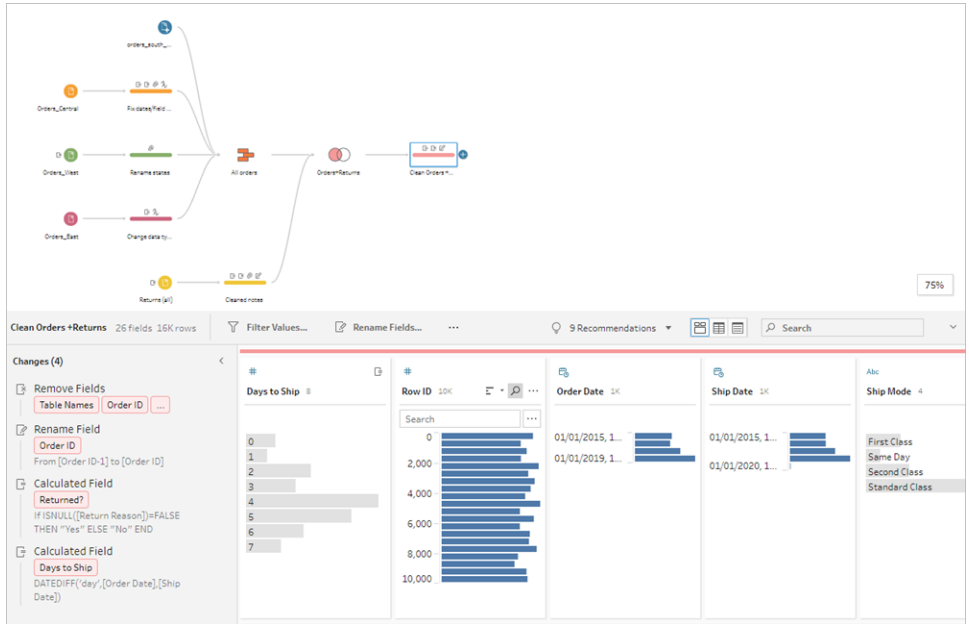 orders_south_...
Orders_Central
Fix dates/field ...
Orders_West
Rename states
All orders
Orders+Returns
Clean Orders +...
Orders_East
Change data ty...
Returns (all)
Cleaned notes
75%
Clean Orders +Returns 26 fields 16K rows
Filter Values...
Rename Fields...
...
9 Recommendations
Search
Changes (4)
Remove Fields
Table Names
Order ID
...
Rename Field
Order ID
From [Order ID-1] to [Order ID]
Calculated Field
Returned?
If ISNULL([Return Reason])=FALSE
THEN "Yes" ELSE "No" END
Calculated Field
Days to Ship
DATEDIFF('day',[Order Date],[Ship
Date])
#
Days to Ship 8
0
1
2
3
4
5
6
7
#
Row ID 10K
...
Search
...
0
2,000
4,000
6,000
8,000
10,000
Order Date 1K
01/01/2015, 1...
01/01/2019, 1...
Ship Date 1K
01/01/2015, 1...
01/01/2020, 1...
Abc
Ship Mode 4
First Class
Same Day
Second Class
Standard Class